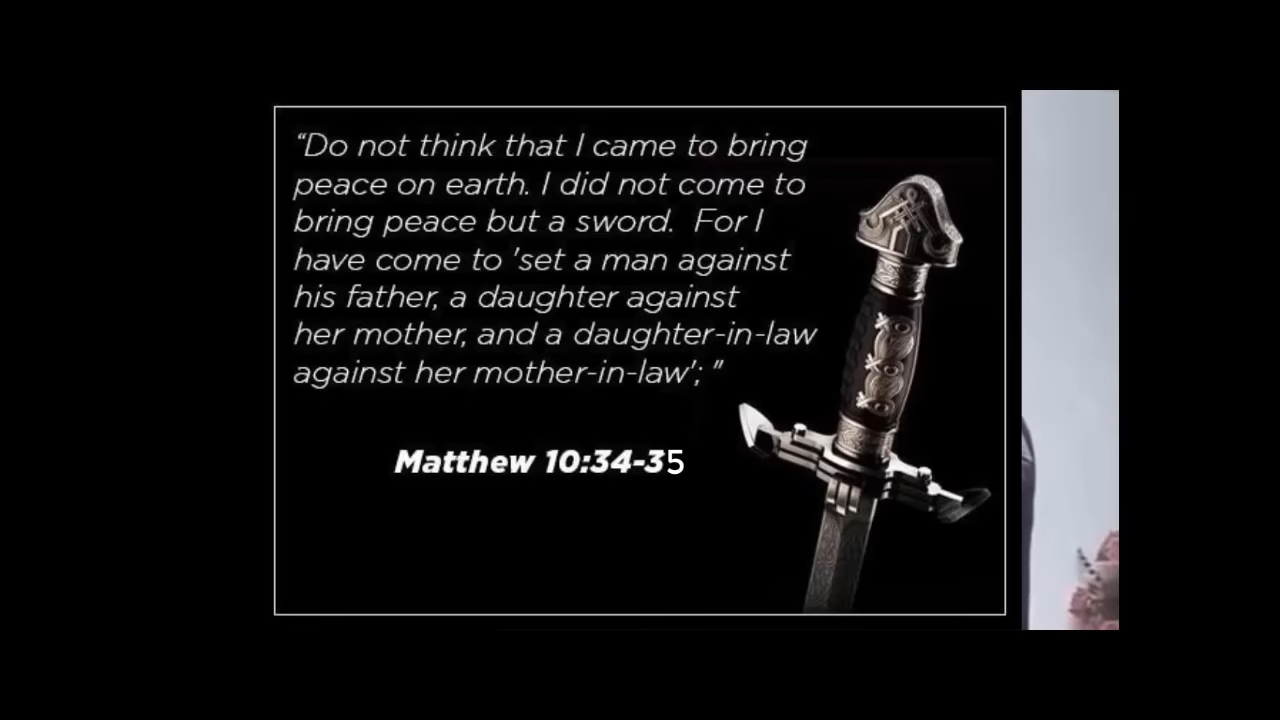 “Do not think that I came to bring
peace on earth. I did not come to
bring peace but a sword.  For I
have come to 'set a man against
his father, a daughter against
her mother, and a daughter-in-law
against her mother-in-law'; "
Matthew 10:34-35